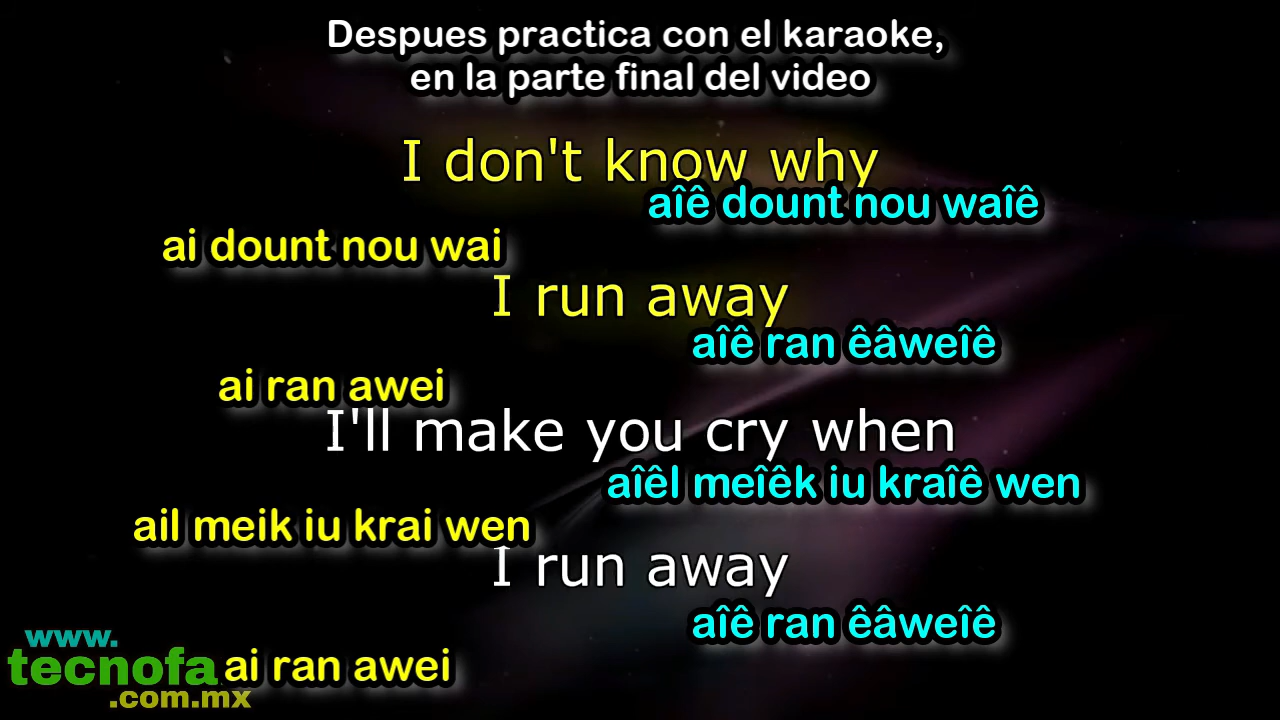 Despues practica con el karaoke,
en la parte final del video
I don't know why
aîê dount nou waîê
ai dount nou wai
I run away
aîê ran êâweîê
ai ran awei
I'll make you cry when
aîêl meîêk iu kraîê wen
ail meik iu krai wen
I run away
aîê ran êâweîê
www.
tecnofa
.com.mx
ai ran awei